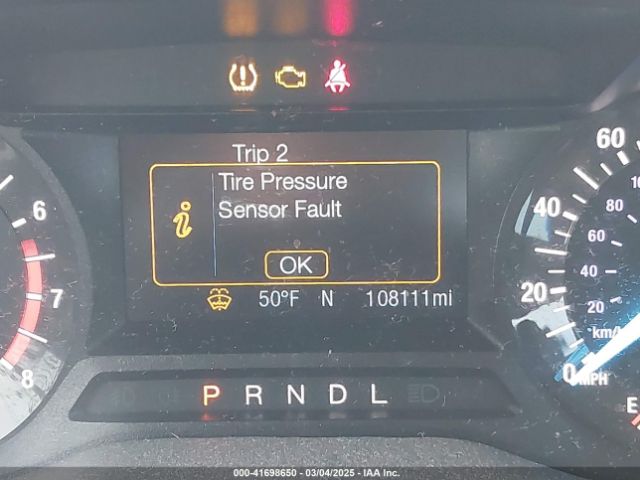 Trip 2
Tire Pressure
Sensor Fault
OK
50°F N 108111mi
P R N D L
6
7
8
60
40
20
0 MPH
80
60
40
20
km/h
E
000-41698650 - 03/04/2025 - IAA Inc.